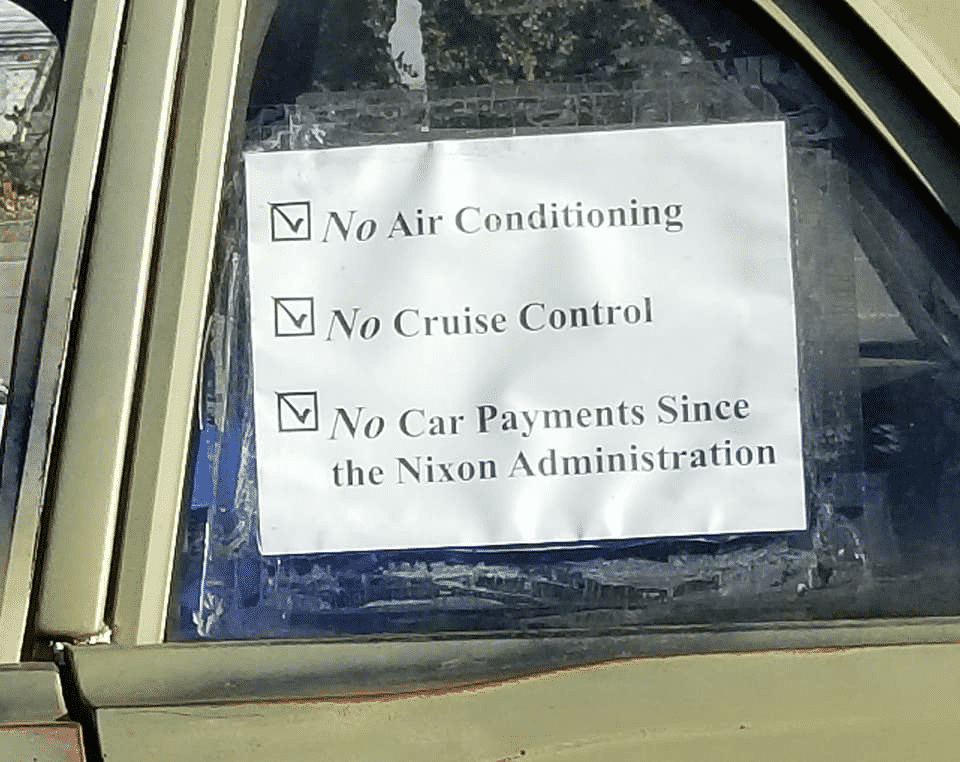 No Air Conditioning
No Cruise Control
No Car Payments Since
the Nixon Administration